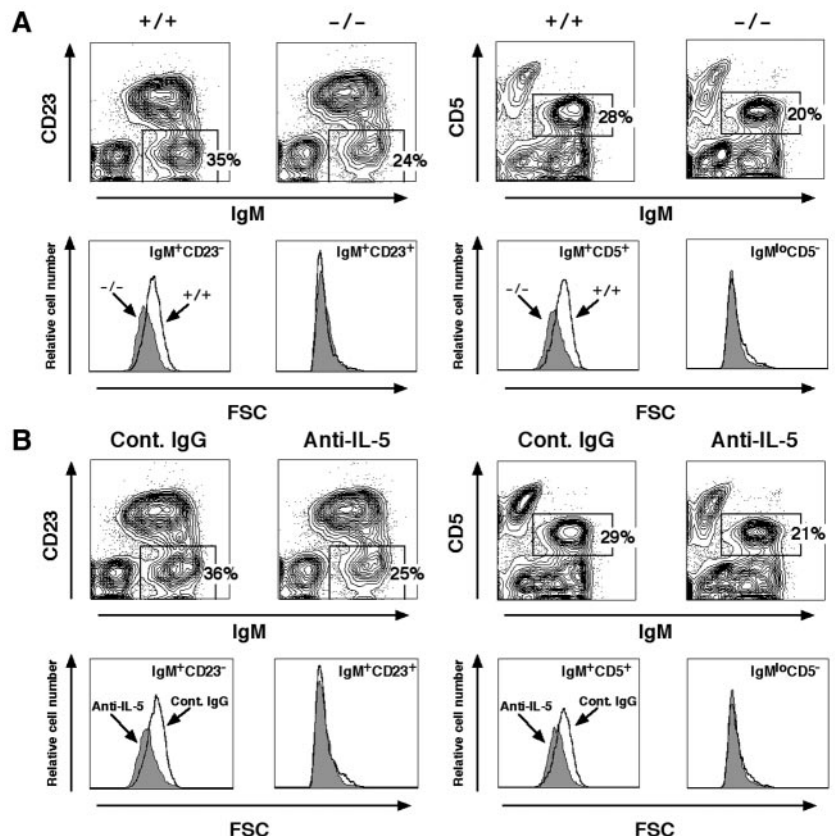 A
+/+
−/−
+/+
−/−
CD23
35%
24%
CD5
28%
20%
IgM
IgM
Relative cell number
IgM⁺CD23⁻
−/−
+/+
IgM⁺CD23⁺
Relative cell number
IgM⁺CD5⁺
−/−
+/+
IgMˡᵒCD5⁻
FSC
FSC
B
Cont. IgG
Anti-IL-5
Cont. IgG
Anti-IL-5
CD23
36%
25%
CD5
29%
21%
IgM
IgM
Relative cell number
IgM⁺CD23⁻
Anti-IL-5
Cont. IgG
IgM⁺CD23⁺
Relative cell number
IgM⁺CD5⁺
Anti-IL-5
Cont. IgG
IgMˡᵒCD5⁻
FSC
FSC